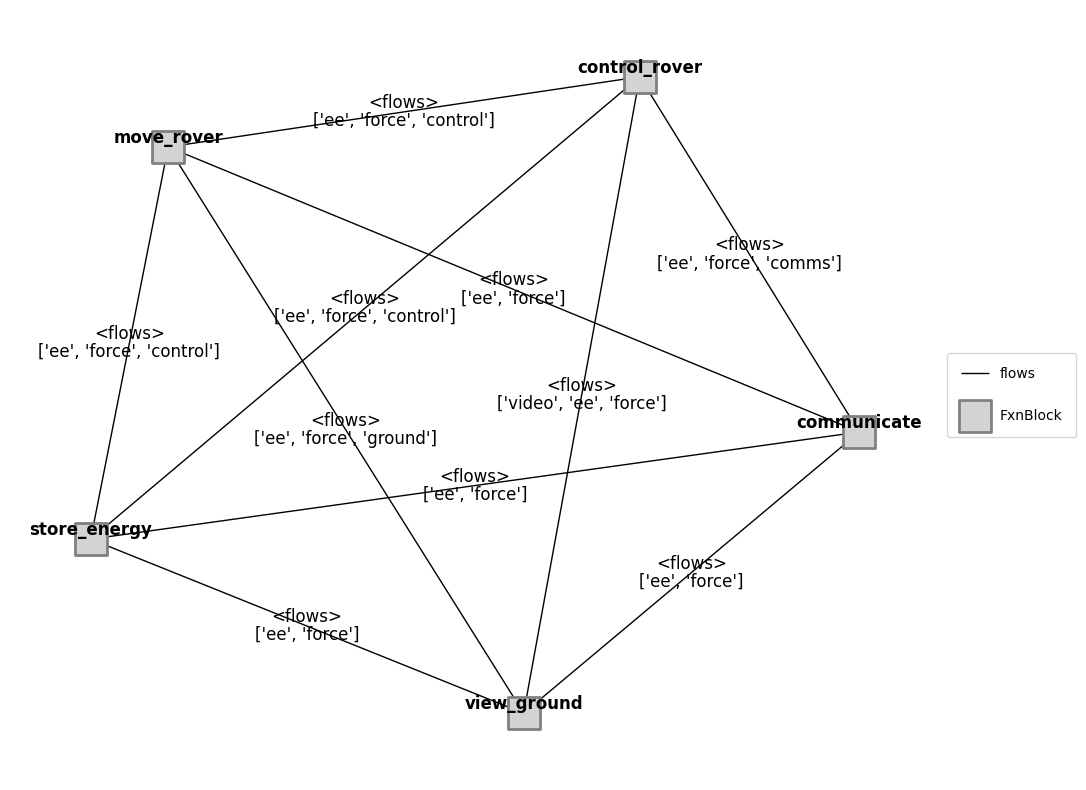 control_rover
<flows>
['ee', 'force', 'control']
move_rover
<flows>
['ee', 'force', 'comms']
<flows>
['ee', 'force']
<flows>
['ee', 'force', 'control']
<flows>
['ee', 'force', 'control']
flows
FxnBlock
<flows>
['video', 'ee', 'force']
communicate
<flows>
['ee', 'force', 'ground']
<flows>
['ee', 'force']
store_energy
<flows>
['ee', 'force']
<flows>
['ee', 'force']
view_ground